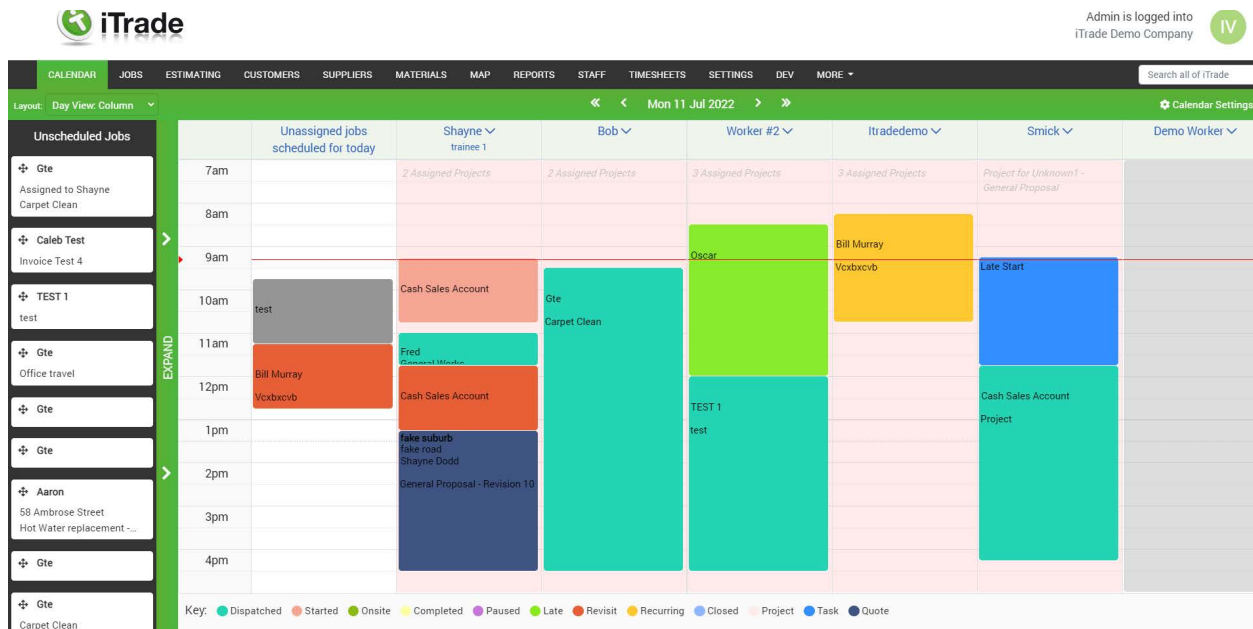 iTrade
Admin is logged into
iTrade Demo Company
IV
CALENDAR JOBS ESTIMATING CUSTOMERS SUPPLIERS MATERIALS MAP REPORTS STAFF TIMESHEETS SETTINGS DEV MORE
Search all of iTrade
Layout: Day View: Column
« < Mon 11 Jul 2022 > »
Calendar Settings
Unscheduled Jobs
Gte
Assigned to Shayne
Carpet Clean
Caleb Test
Invoice Test 4
TEST 1
test
Gte
Office travel
Gte
Gte
Aaron
58 Ambrose Street
Hot Water replacement -...
Gte
Gte
Carpet Clean
EXPAND
Unassigned jobs
scheduled for today
Shayne
trainee 1
Bob
Worker #2
Itradedemo
Smick
Demo Worker
7am
8am
9am
10am
11am
12pm
1pm
2pm
3pm
4pm
test
Bill Murray
Vcxbxcvb
2 Assigned Projects
Cash Sales Account
Fred
General Works
Cash Sales Account
fake suburb
fake road
Shayne Dodd
General Proposal - Revision 10
2 Assigned Projects
Gte
Carpet Clean
3 Assigned Projects
Oscar
TEST 1
test
3 Assigned Projects
Bill Murray
Vcxbxcvb
Project for Unknown1 -
General Proposal
Late Start
Cash Sales Account
Project
Key: Dispatched Started Onsite Completed Paused Late Revisit Recurring Closed Project Task Quote